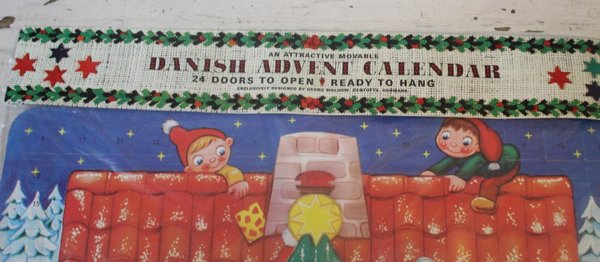 AN ATTRACTIVE MOVABLE
DANISH ADVENT CALENDAR
24 DOORS TO OPEN READY TO HANG
EXCLUSIVELY DESIGNED BY GEORG MOLDOW, GENTOFTE, DENMARK.